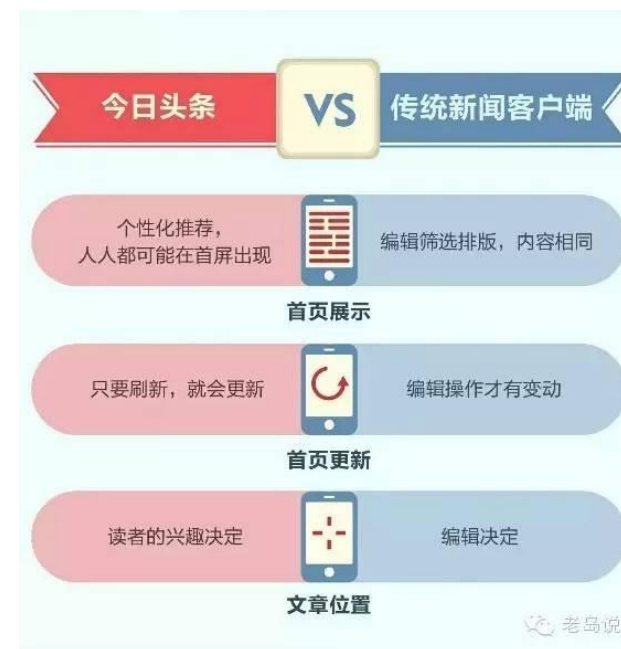 今日头条 VS 传统新闻客户端
个性化推荐，
人人都可能在首屏出现
编辑筛选排版，内容相同
首页展示
只要刷新，就会更新
编辑操作才有变动
首页更新
读者的兴趣决定
编辑决定
文章位置
老岛说